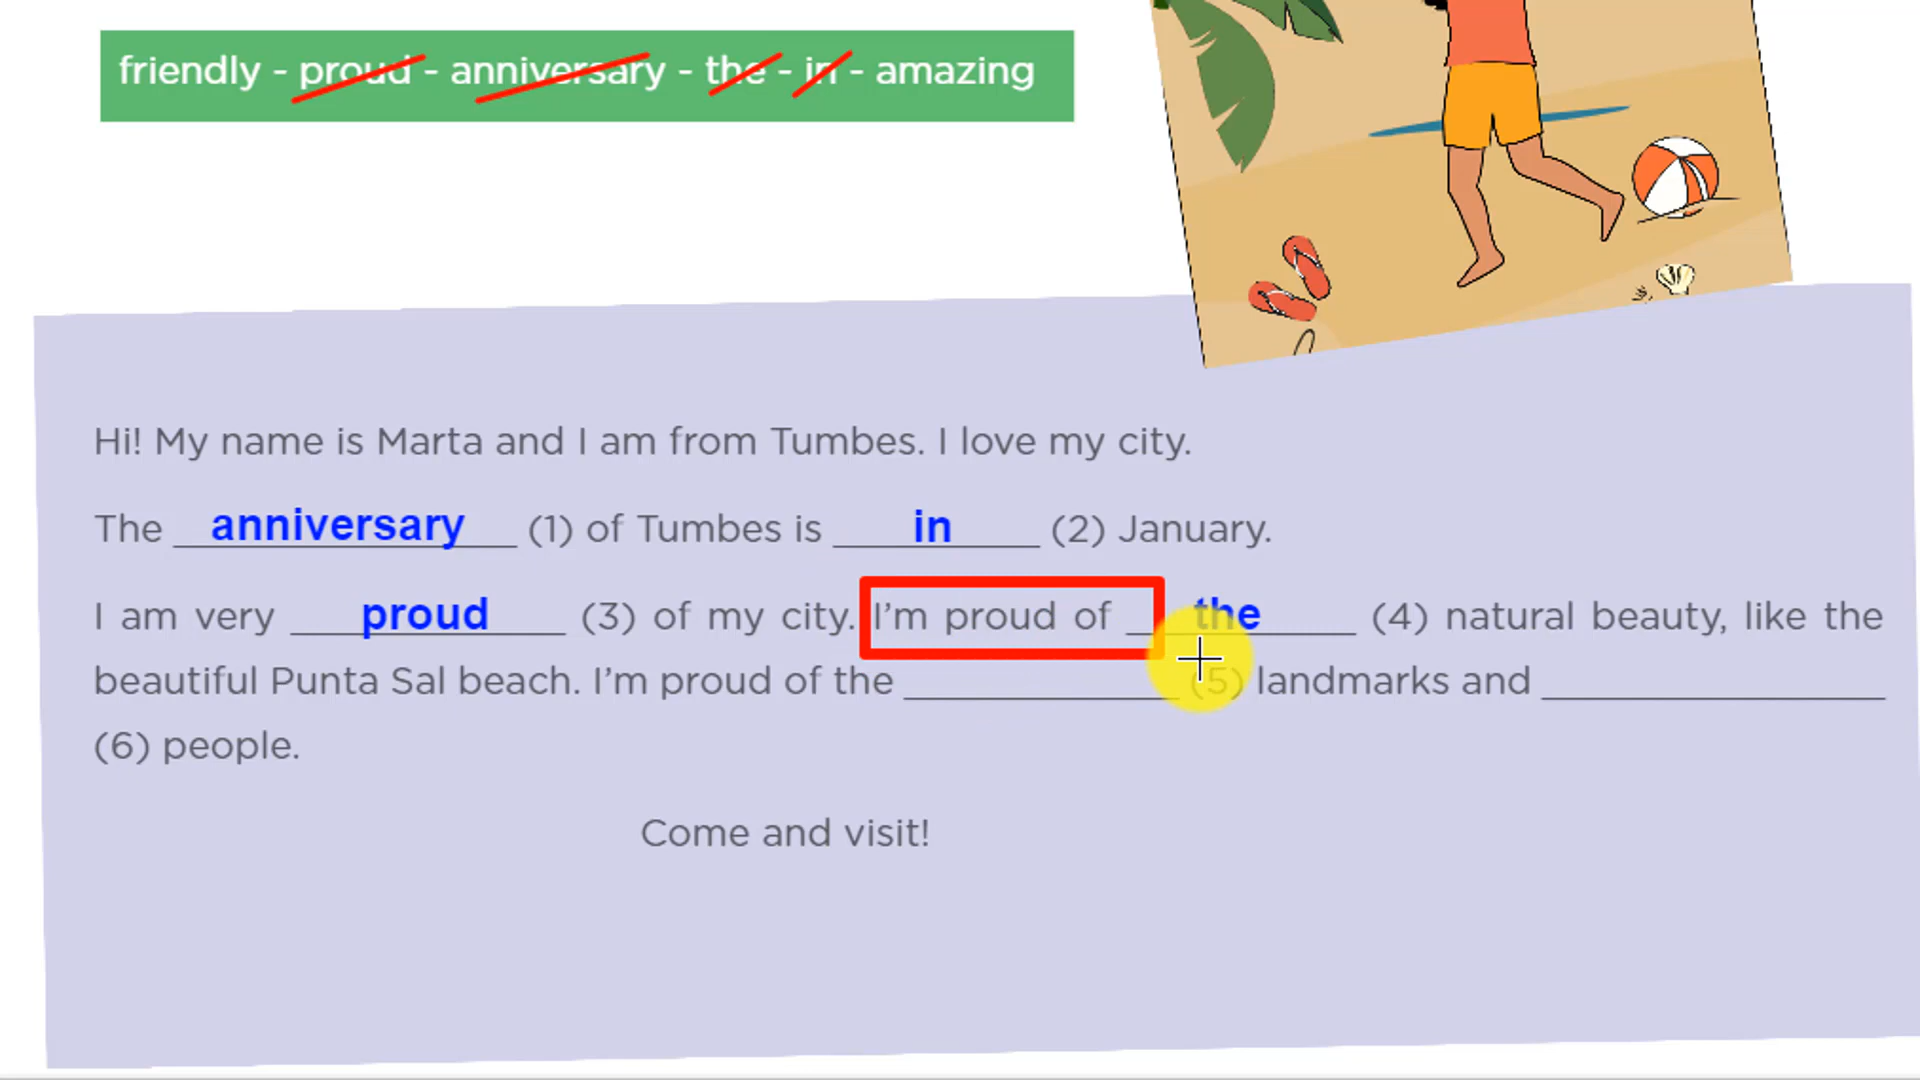 friendly - proud - anniversary - the - in - amazing
Hi! My name is Marta and I am from Tumbes. I love my city.
The anniversary (1) of Tumbes is in (2) January.
I am very proud (3) of my city. I'm proud of the (4) natural beauty, like the
beautiful Punta Sal beach. I'm proud of the ____________ (5) landmarks and ____________
(6) people.
Come and visit!